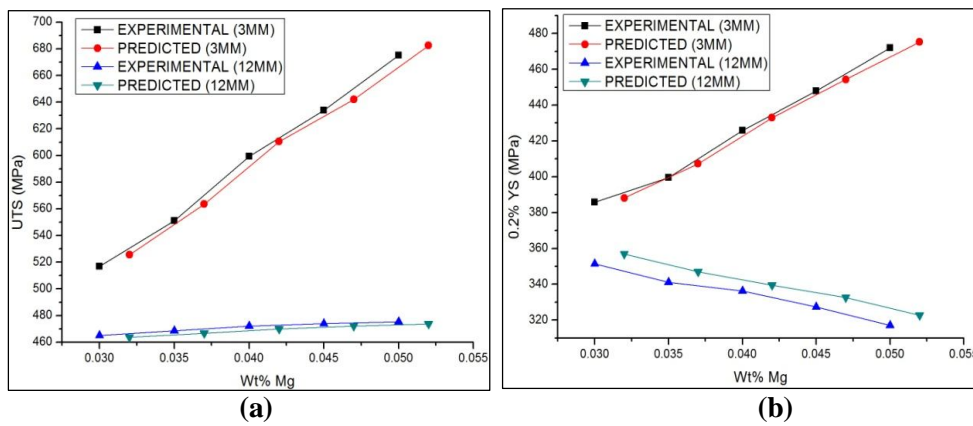 EXPERIMENTAL (3MM)
PREDICTED (3MM)
EXPERIMENTAL (12MM)
PREDICTED (12MM)
700
680
660
640
620
600
580
560
540
520
500
480
460
UTS (MPa)
0.030 0.035 0.040 0.045 0.050 0.055
Wt% Mg
(a)
EXPERIMENTAL (3MM)
PREDICTED (3MM)
EXPERIMENTAL (12MM)
PREDICTED (12MM)
480
460
440
420
400
380
360
340
320
0.2% YS (MPa)
0.030 0.035 0.040 0.045 0.050 0.055
Wt% Mg
(b)